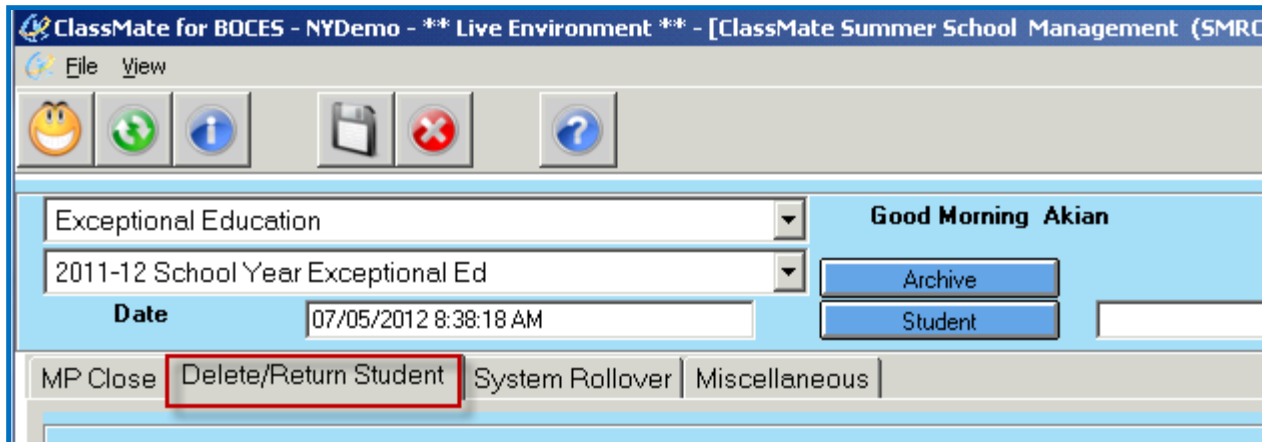 ClassMate for BOCES - NYDemo - ** Live Environment ** - [ClassMate Summer School Management (SMRC
File View
Exceptional Education
Good Morning Akian
2011-12 School Year Exceptional Ed
Archive
Date 07/05/2012 8:38:18 AM
Student
MP Close Delete/Return Student System Rollover Miscellaneous